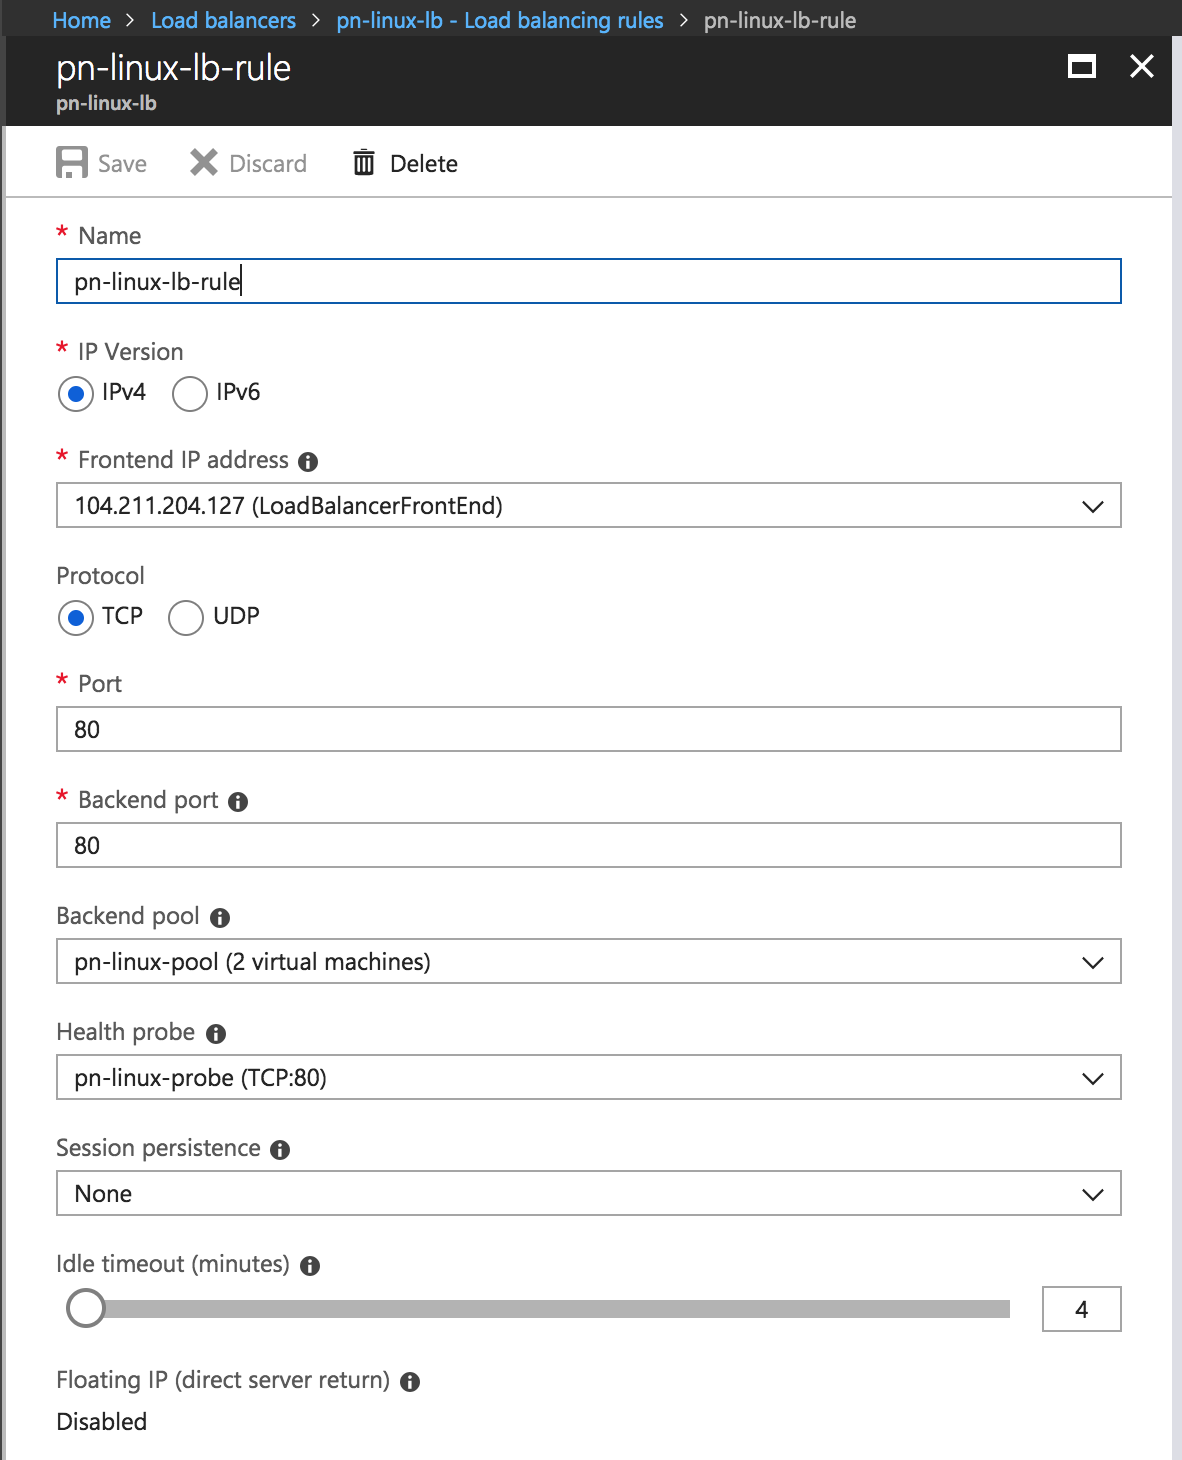 Home > Load balancers > pn-linux-lb - Load balancing rules > pn-linux-lb-rule
pn-linux-lb-rule
pn-linux-lb
Save Discard Delete
* Name
pn-linux-lb-rule
* IP Version
IPv4 IPv6
* Frontend IP address
104.211.204.127 (LoadBalancerFrontEnd)
Protocol
TCP UDP
* Port
80
* Backend port
80
Backend pool
pn-linux-pool (2 virtual machines)
Health probe
pn-linux-probe (TCP:80)
Session persistence
None
Idle timeout (minutes)
4
Floating IP (direct server return)
Disabled